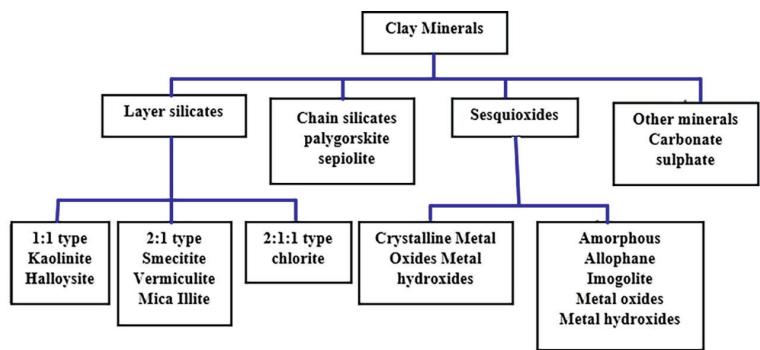 Clay Minerals
Layer silicates
Chain silicates
palygorskite
sepiolite
Sesquioxides
Other minerals
Carbonate
sulphate
1:1 type
Kaolinite
Halloysite
2:1 type
Smecitite
Vermiculite
Mica Illite
2:1:1 type
chlorite
Crystalline Metal
Oxides Metal
hydroxides
Amorphous
Allophane
Imogolite
Metal oxides
Metal hydroxides